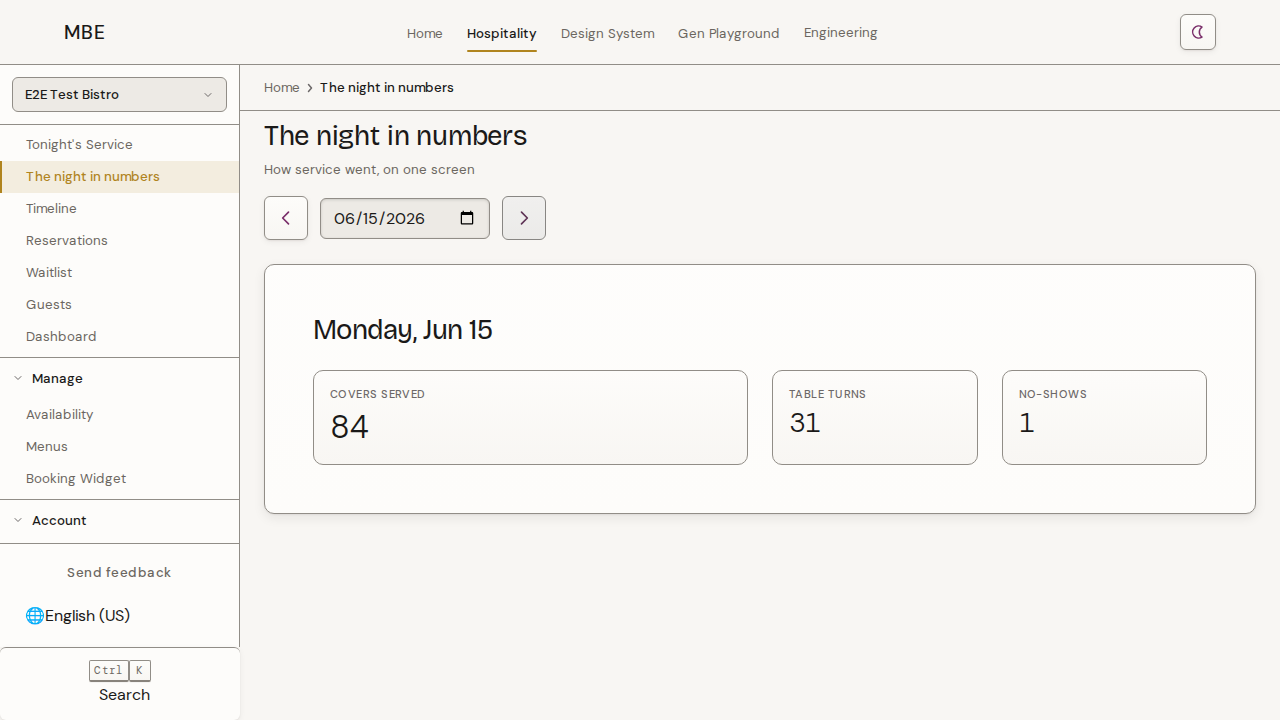 MBE
Home
Hospitality
Design System
Gen Playground
Engineering
E2E Test Bistro
Tonight's Service
The night in numbers
Timeline
Reservations
Waitlist
Guests
Dashboard
Manage
Availability
Menus
Booking Widget
Account
Send feedback
English (US)
Ctrl K
Search
Home > The night in numbers
The night in numbers
How service went, on one screen
06/15/2026
Monday, Jun 15
COVERS SERVED
84
TABLE TURNS
31
NO-SHOWS
1